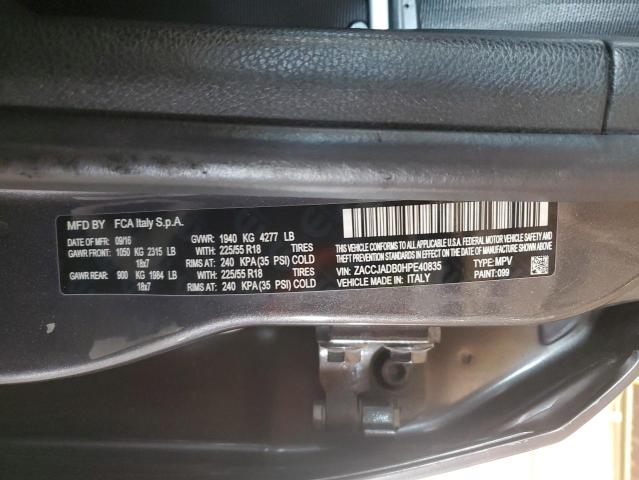 MFD BY FCA Italy S.p.A.
DATE OF MFR: 09/16 GVWR: 1940 KG 4277 LB
GAWR FRONT: 1050 KG 2315 LB WITH: 225/55 R18 TIRES
18x7 RIMS AT: 240 KPA(35 PSI) COLD
GAWR REAR: 900 KG 1984 LB WITH: 225/55 R18 TIRES
18x7 RIMS AT: 240 KPA(35 PSI) COLD
THIS VEHICLE CONFORMS TO ALL APPLICABLE U.S.A. FEDERAL MOTOR VEHICLE
SAFETY, BUMPER, AND THEFT PREVENTION STANDARDS IN EFFECT ON THE DATE OF MANUFACTURE SHOWN ABOVE.
VIN: ZACCJADB0HPE40835 TYPE: MPV
VEHICLE MADE IN: ITALY PAINT: 099